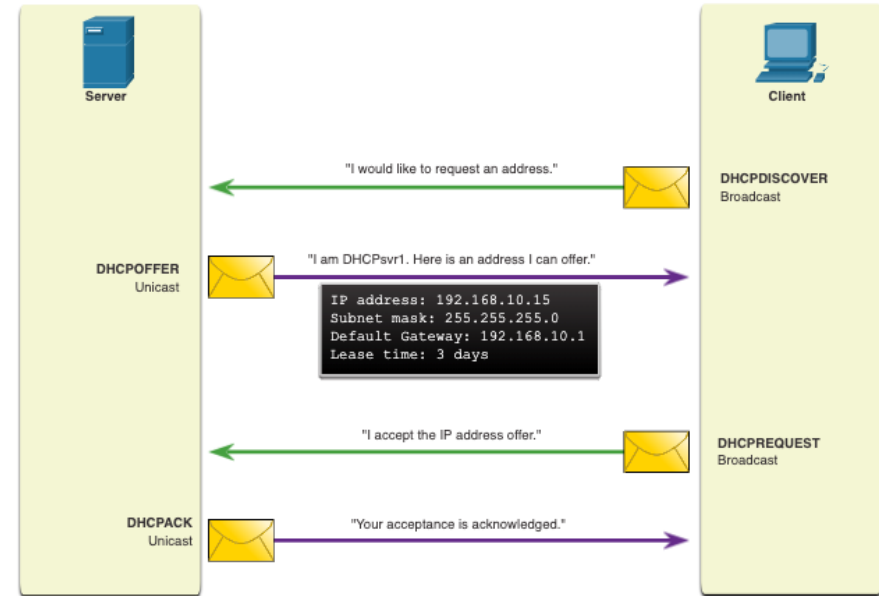 Server
Client
"I would like to request an address."
DHCPDISCOVER
Broadcast
DHCPOFFER
Unicast
"I am DHCPsvr1. Here is an address I can offer."
IP address: 192.168.10.15
Subnet mask: 255.255.255.0
Default Gateway: 192.168.10.1
Lease time: 3 days
"I accept the IP address offer."
DHCPREQUEST
Broadcast
DHCPACK
Unicast
"Your acceptance is acknowledged."